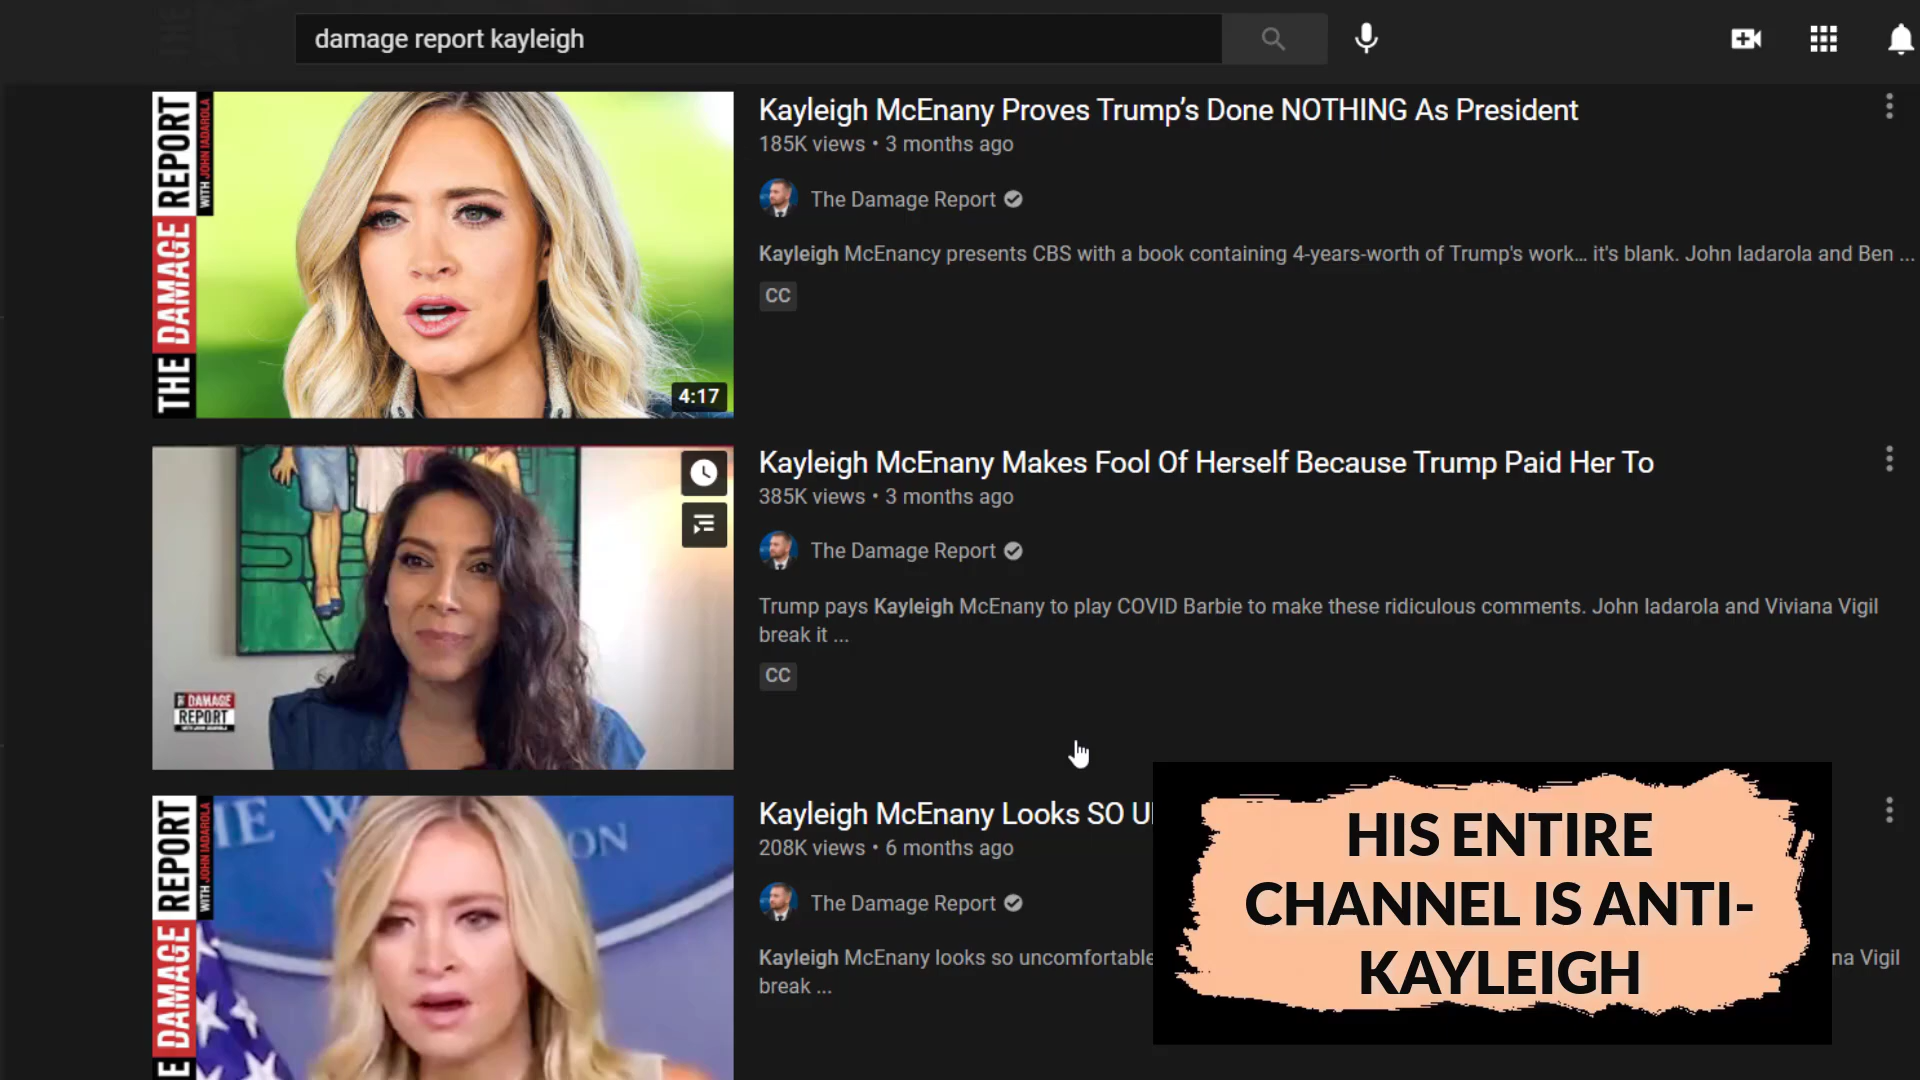 damage report kayleigh
THE DAMAGE REPORT
WITH JOHN IADAROLA
4:17
Kayleigh McEnany Proves Trump’s Done NOTHING As President
185K views • 3 months ago
The Damage Report
Kayleigh McEnancy presents CBS with a book containing 4-years-worth of Trump's work... it's blank. John Iadarola and Ben ...
CC
DAMAGE
REPORT
Kayleigh McEnany Makes Fool Of Herself Because Trump Paid Her To
385K views • 3 months ago
The Damage Report
Trump pays Kayleigh McEnany to play COVID Barbie to make these ridiculous comments. John Iadarola and Viviana Vigil
break it ...
CC
E DAMAGE REPORT
WITH JOHN IADAROLA
Kayleigh McEnany Looks SO U
208K views • 6 months ago
The Damage Report
Kayleigh McEnany looks so uncomfortable
na Vigil
break ...
HIS ENTIRE
CHANNEL IS ANTI-
KAYLEIGH